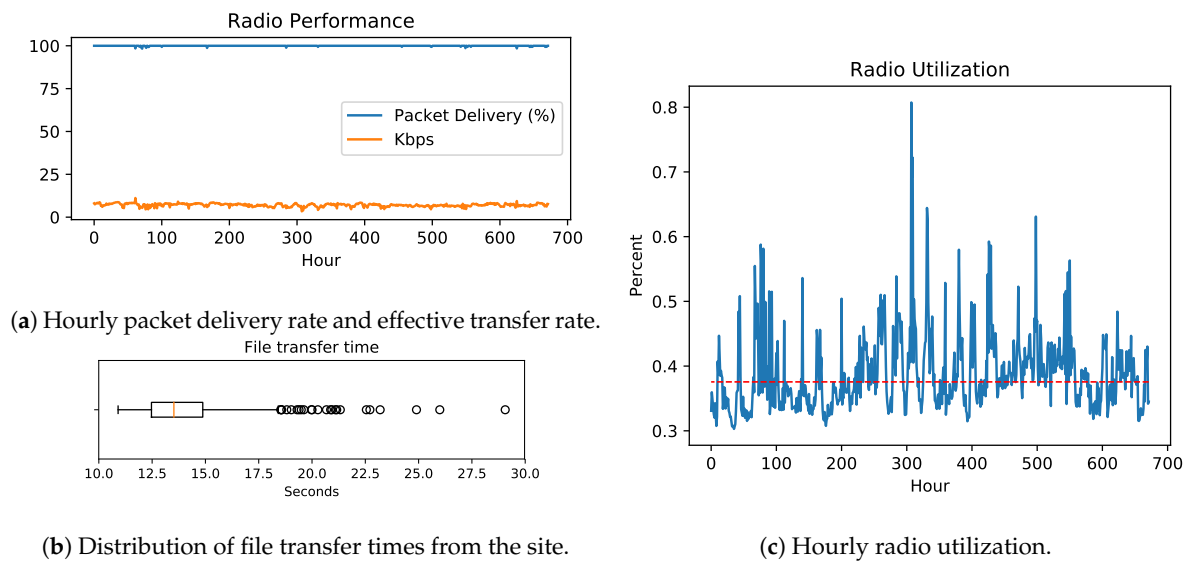 Radio Performance
100
75
50
25
0
Packet Delivery (%)
Kbps
0 100 200 300 400 500 600 700
Hour
(a) Hourly packet delivery rate and effective transfer rate.
File transfer time
10.0 12.5 15.0 17.5 20.0 22.5 25.0 27.5 30.0
Seconds
(b) Distribution of file transfer times from the site.
Radio Utilization
Percent
0.8
0.7
0.6
0.5
0.4
0.3
0 100 200 300 400 500 600 700
Hour
(c) Hourly radio utilization.